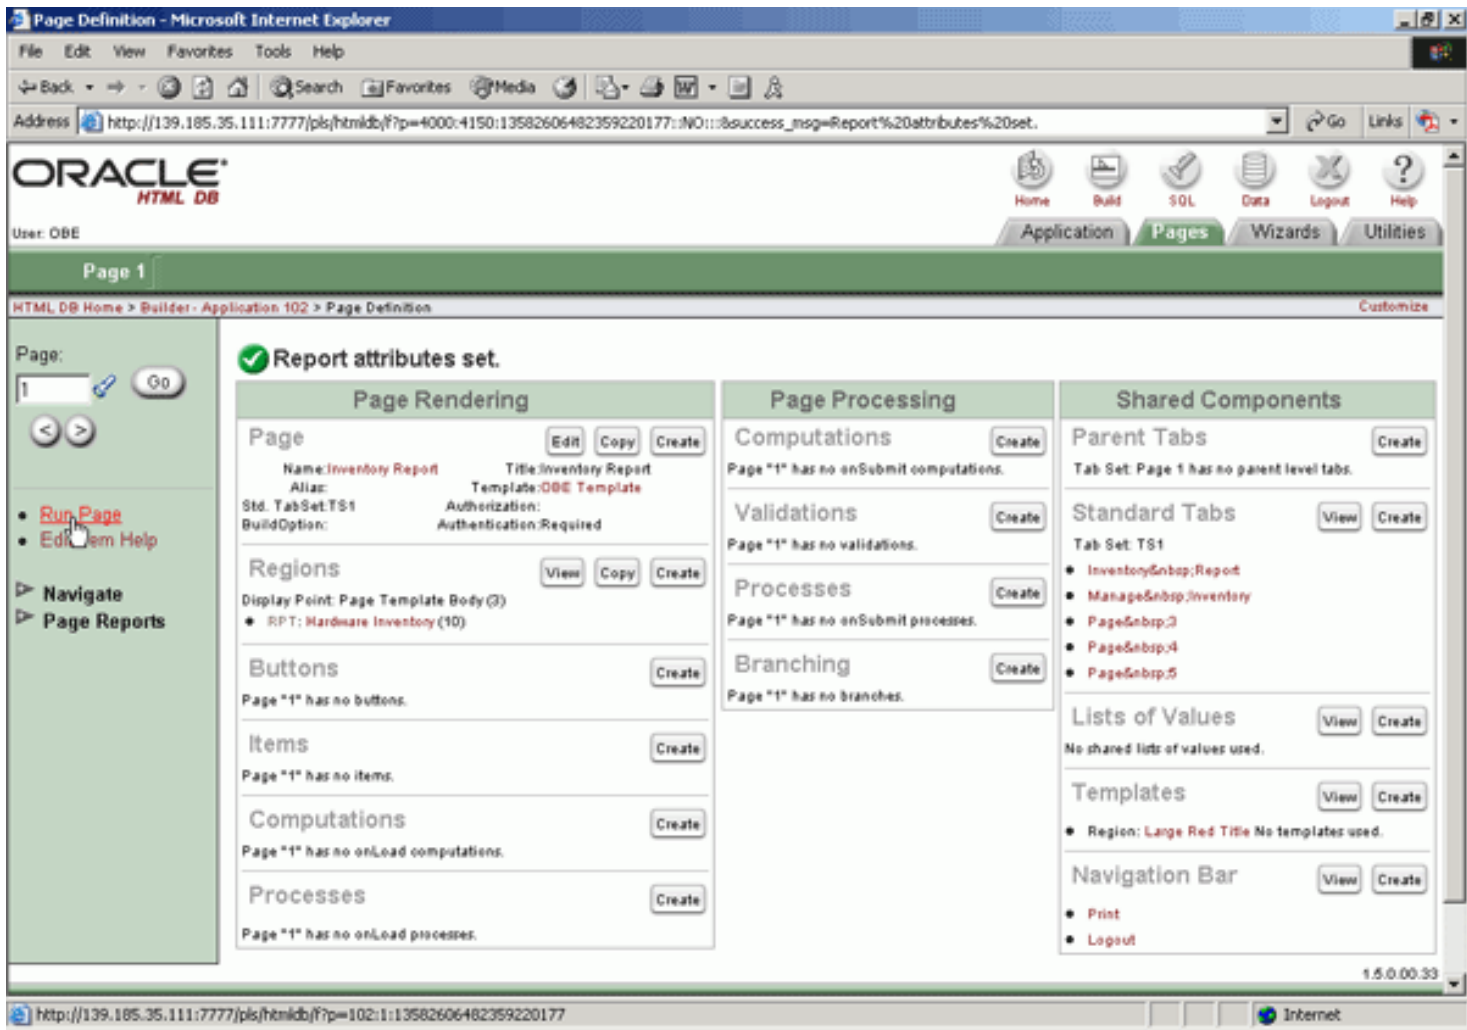 Page Definition - Microsoft Internet Explorer
File Edit View Favorites Tools Help
Back Search Favorites Media
Address http://139.185.35.111:7777/pls/htmldb/f?p=4000:4150:13582606482359220177::NO:::&success_msg=Report%20attributes%20set. Go Links
ORACLE
HTML DB
Home Build SQL Data Logout Help
User: OBE
Application Pages Wizards Utilities
Page 1
HTML DB Home > Builder - Application 102 > Page Definition Customize
Page:
1 Go
< >
Run Page
Navigate
Page Reports
Report attributes set.
Page Rendering
Page Edit Copy Create
Name:Inventory Report Title:Inventory Report
Alias: Template:OBE Template
Std. TabSet:TS1 Authorization:
BuildOption: Authentication:Required
Regions View Copy Create
Display Point: Page Template Body (3)
RPT: Hardware Inventory (10)
Buttons Create
Page "1" has no buttons.
Items Create
Page "1" has no items.
Computations Create
Page "1" has no onLoad computations.
Processes Create
Page "1" has no onLoad processes.
Page Processing
Computations Create
Page "1" has no onSubmit computations.
Validations Create
Page "1" has no validations.
Processes Create
Page "1" has no onSubmit processes.
Branching Create
Page "1" has no branches.
Shared Components
Parent Tabs Create
Tab Set: Page 1 has no parent level tabs.
Standard Tabs View Create
Tab Set: TS1
Inventory&nbsp;Report
Manage&nbsp;Inventory
Page&nbsp;3
Page&nbsp;4
Page&nbsp;5
Lists of Values View Create
No shared lists of values used.
Templates View Create
Region: Large Red Title No templates used.
Navigation Bar View Create
Print
Logout
1.5.0.00.33
http://139.185.35.111:7777/pls/htmldb/f?p=102:1:13582606482359220177 Internet